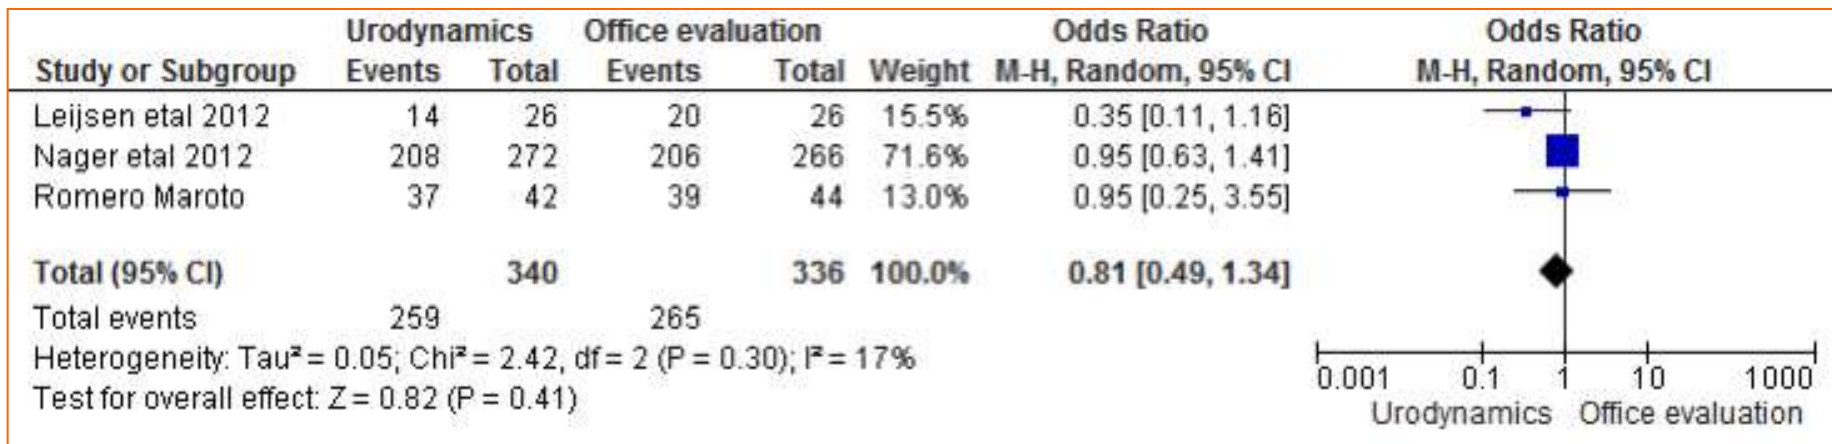 Urodynamics Office evaluation Odds Ratio Odds Ratio
Study or Subgroup Events Total Events Total Weight M-H, Random, 95% CI M-H, Random, 95% CI
Leijsen etal 2012 14 26 20 26 15.5% 0.35 [0.11, 1.16]
Nager etal 2012 208 272 206 266 71.6% 0.95 [0.63, 1.41]
Romero Maroto 37 42 39 44 13.0% 0.95 [0.25, 3.55]
Total (95% CI) 340 336 100.0% 0.81 [0.49, 1.34]
Total events 259 265
Heterogeneity: Tau² = 0.05; Chi² = 2.42, df = 2 (P = 0.30); I² = 17%
Test for overall effect: Z = 0.82 (P = 0.41)
0.001 0.1 1 10 1000
Urodynamics Office evaluation